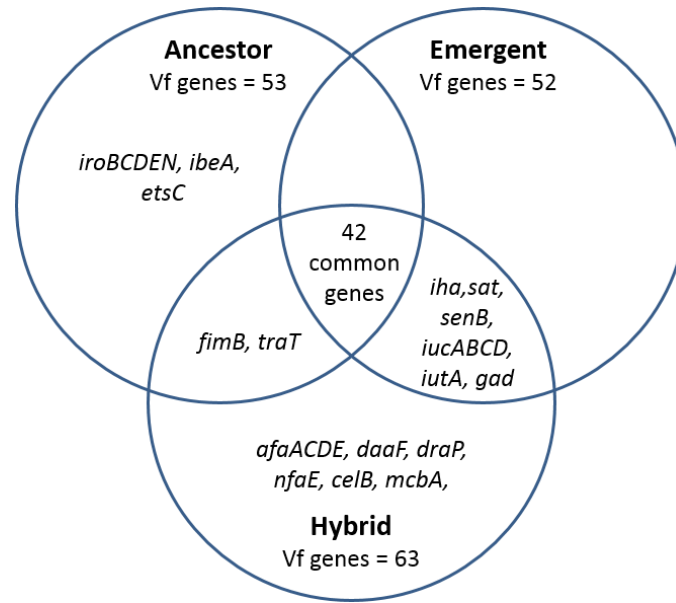 Ancestor
Vf genes = 53
Emergent
Vf genes = 52
iroBCDEN, ibeA,
etsC
42
common
genes
iha,sat,
senB,
iucABCD,
iutA, gad
fimB, traT
afaACDE, daaF, draP,
nfaE, celB, mcbA,
Hybrid
Vf genes = 63